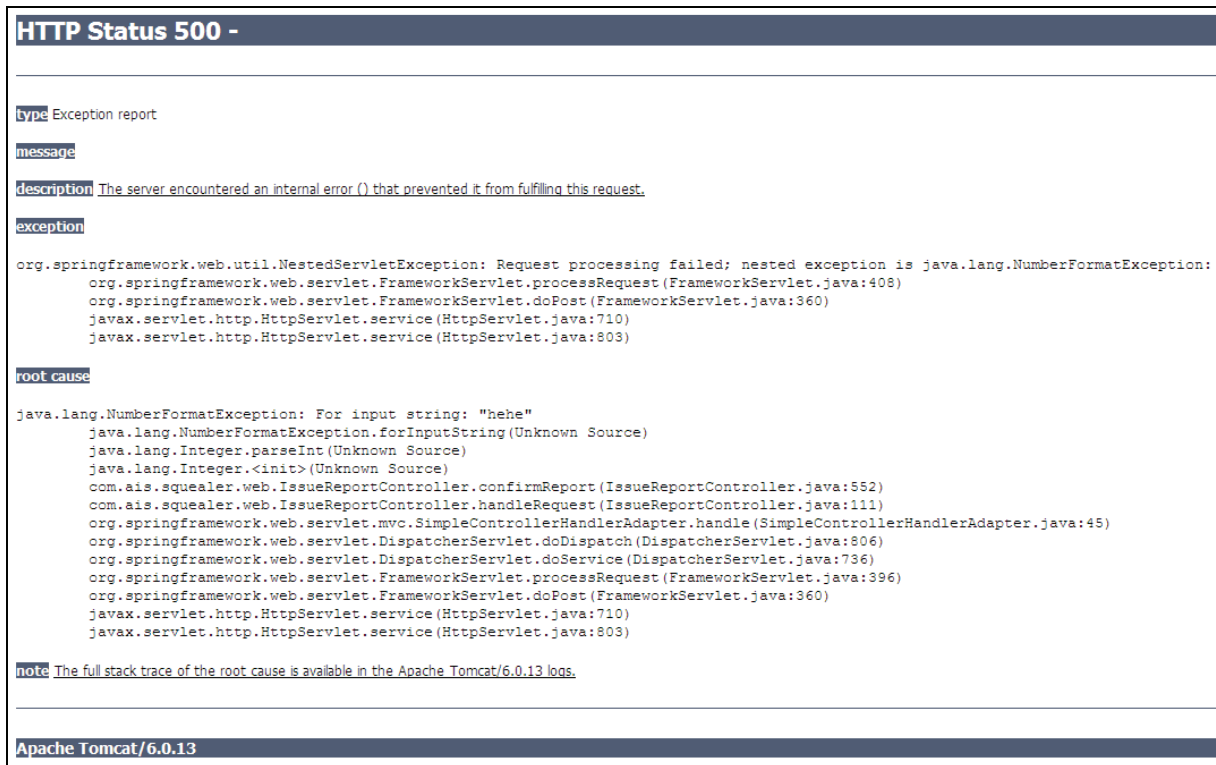 HTTP Status 500 -
type Exception report
message
description The server encountered an internal error () that prevented it from fulfilling this request.
exception
org.springframework.web.util.NestedServletException: Request processing failed; nested exception is java.lang.NumberFormatException:
org.springframework.web.servlet.FrameworkServlet.processRequest(FrameworkServlet.java:408)
org.springframework.web.servlet.FrameworkServlet.doPost(FrameworkServlet.java:360)
javax.servlet.http.HttpServlet.service(HttpServlet.java:710)
javax.servlet.http.HttpServlet.service(HttpServlet.java:803)
root cause
java.lang.NumberFormatException: For input string: "hehe"
java.lang.NumberFormatException.forInputString(Unknown Source)
java.lang.Integer.parseInt(Unknown Source)
java.lang.Integer.<init>(Unknown Source)
com.ais.squealer.web.IssueReportController.confirmReport(IssueReportController.java:552)
com.ais.squealer.web.IssueReportController.handleRequest(IssueReportController.java:111)
org.springframework.web.servlet.mvc.SimpleControllerHandlerAdapter.handle(SimpleControllerHandlerAdapter.java:45)
org.springframework.web.servlet.DispatcherServlet.doDispatch(DispatcherServlet.java:806)
org.springframework.web.servlet.DispatcherServlet.doService(DispatcherServlet.java:736)
org.springframework.web.servlet.FrameworkServlet.processRequest(FrameworkServlet.java:396)
org.springframework.web.servlet.FrameworkServlet.doPost(FrameworkServlet.java:360)
javax.servlet.http.HttpServlet.service(HttpServlet.java:710)
javax.servlet.http.HttpServlet.service(HttpServlet.java:803)
note The full stack trace of the root cause is available in the Apache Tomcat/6.0.13 logs.
Apache Tomcat/6.0.13